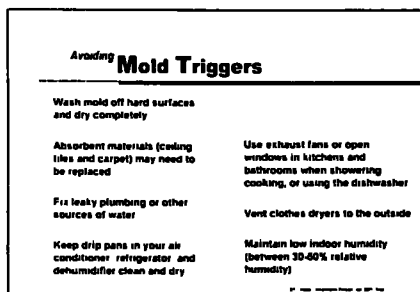 Avoiding
Mold Triggers
Wash mold off hard surfaces
and dry completely
Absorbent materials (ceiling
tiles and carpet) may need to
be replaced
Fix leaky plumbing or other
sources of water
Keep drip pans in your air
conditioner refrigerator and
dehumidifier clean and dry
Use exhaust fans or open
windows in kitchens and
bathrooms when showering
cooking, or using the dishwasher
Vent clothes dryers to the outside
Maintain low indoor humidity
(between 30-60% relative
humidity)